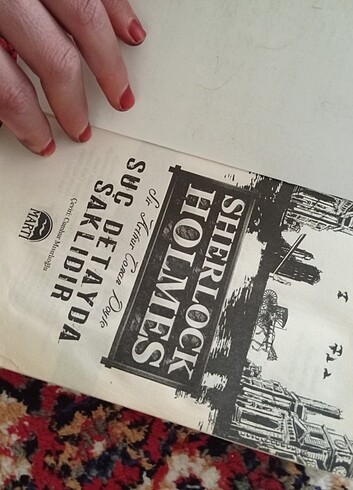 SHERLOCK
HOLMES
Sir Arthur Conan Doyle
SUÇ DETAYDA
SAKLIDIR
MARTI